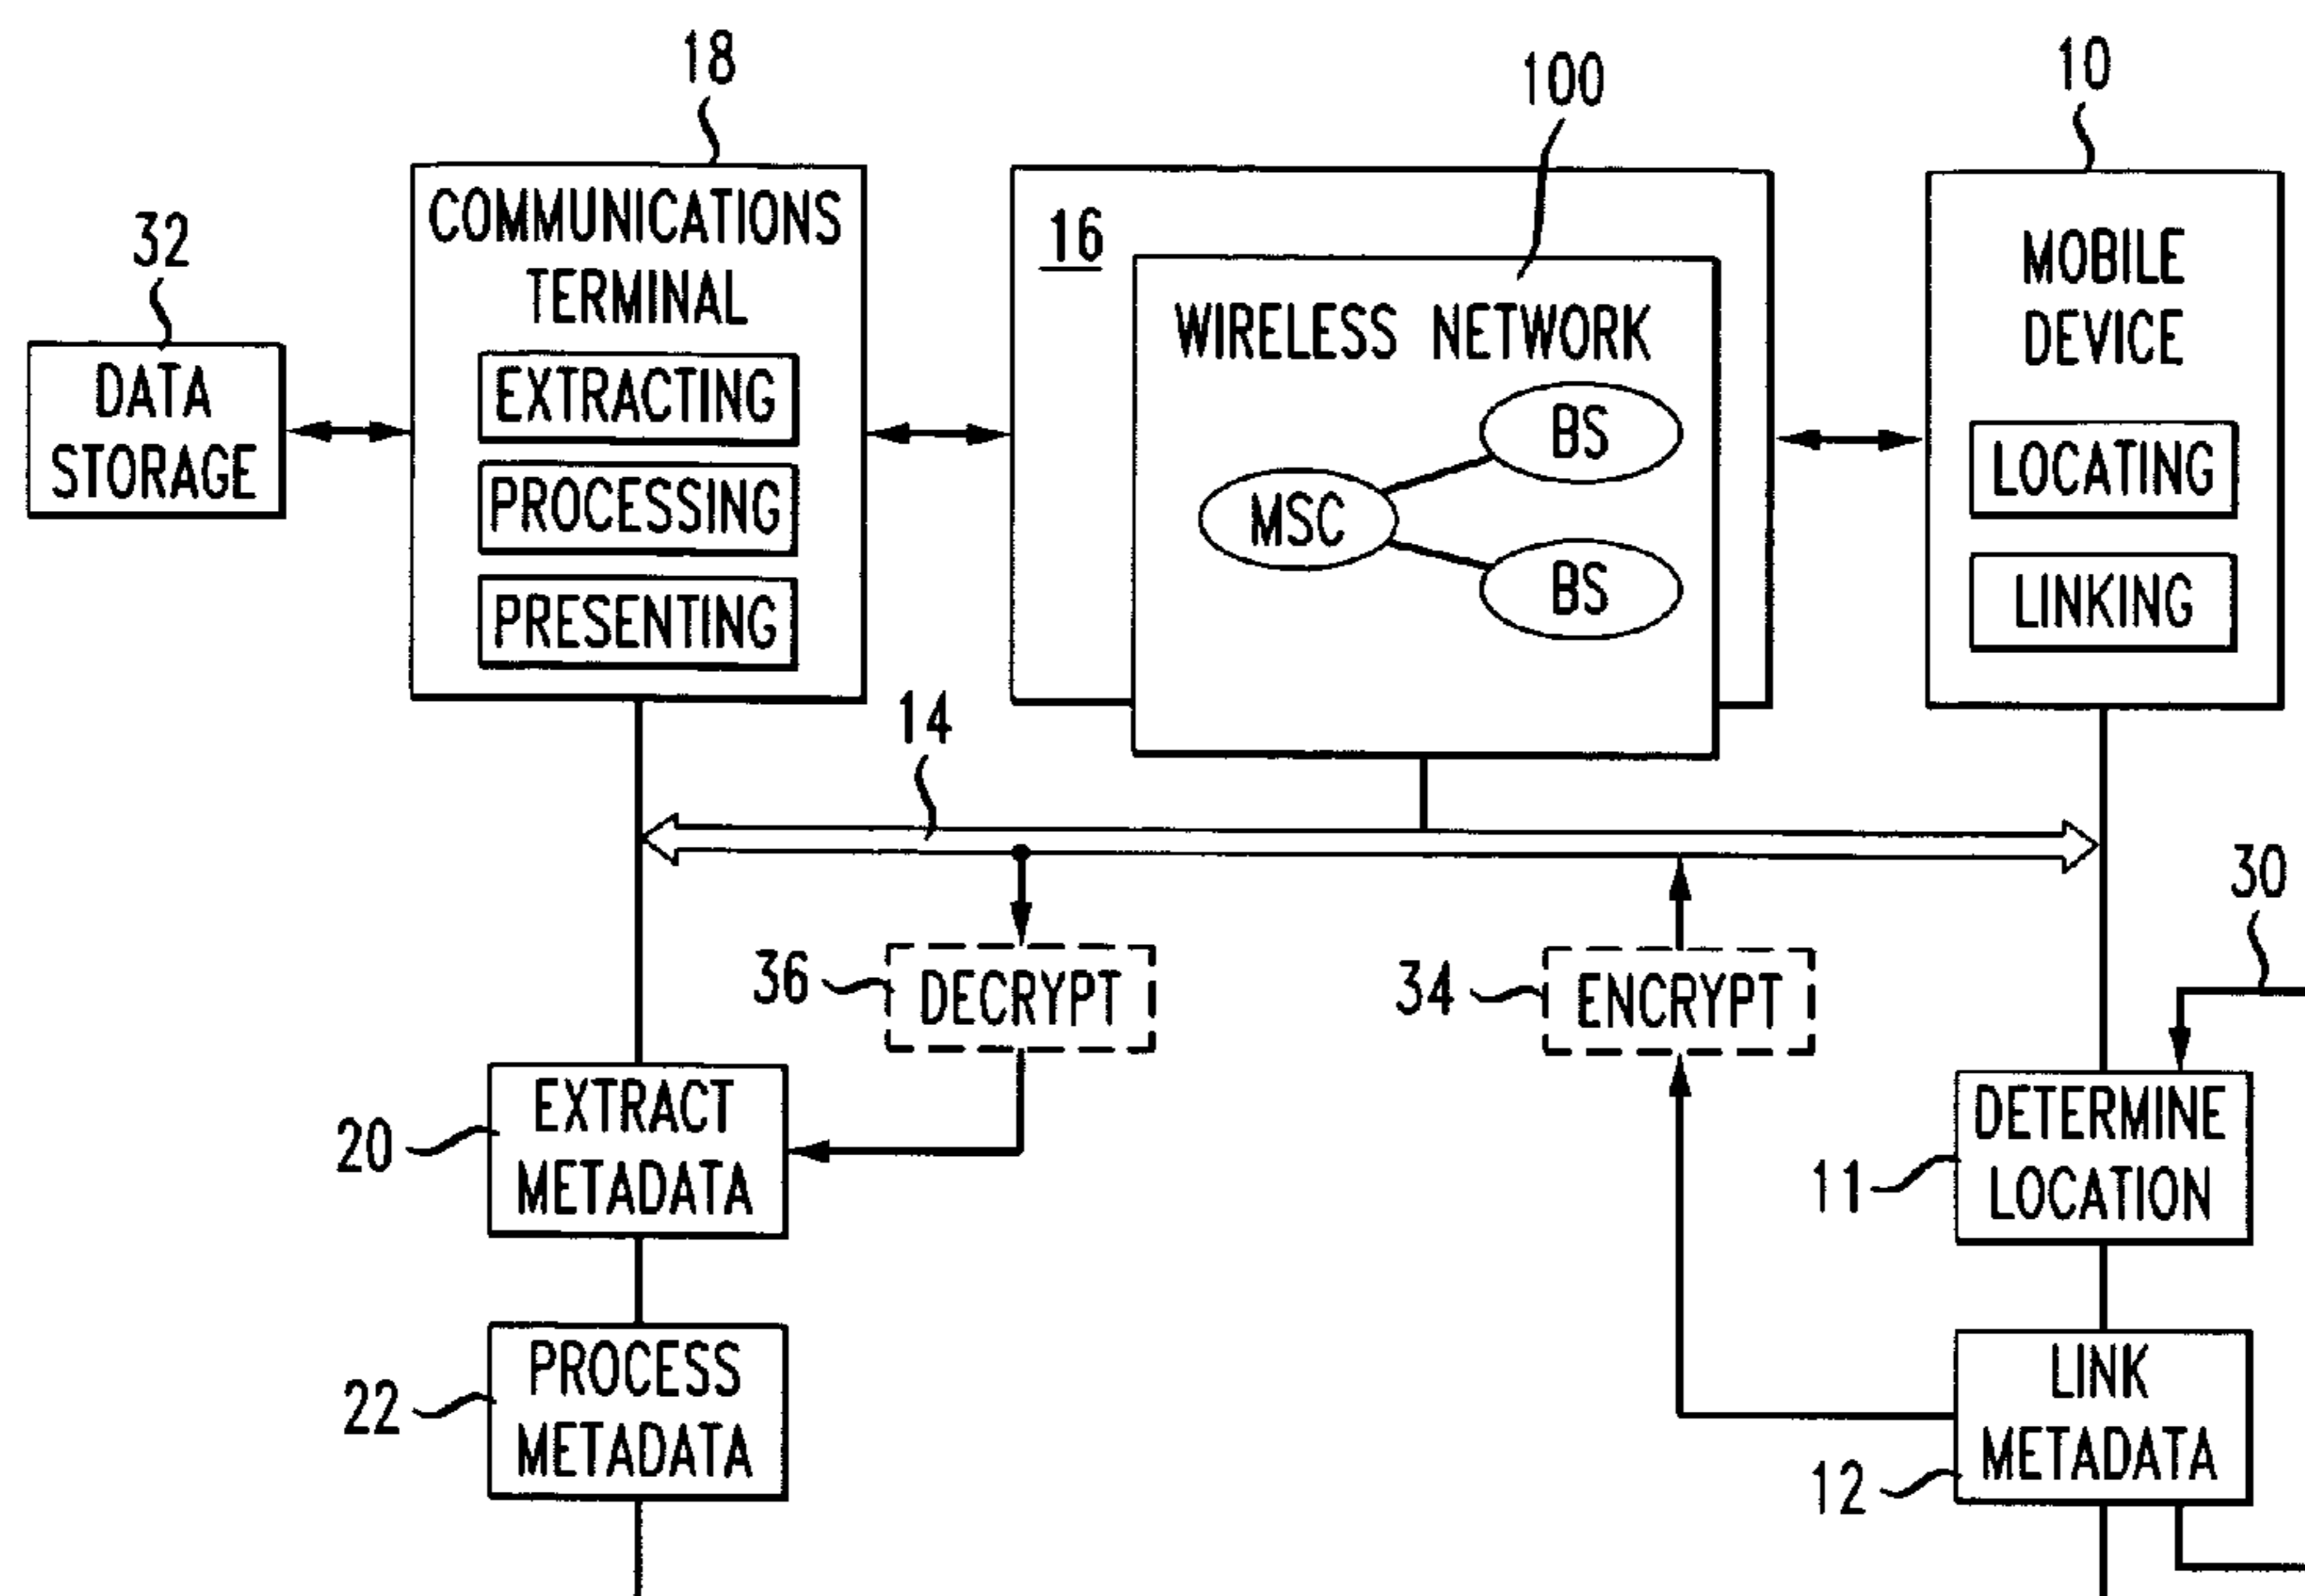 18
100
10
32
COMMUNICATIONS
TERMINAL
EXTRACTING
PROCESSING
PRESENTING
16
WIRELESS NETWORK
BS
MSC
BS
MOBILE
DEVICE
LOCATING
LINKING
DATA
STORAGE
14
30
36
DECRYPT
34
ENCRYPT
20
EXTRACT
METADATA
11
DETERMINE
LOCATION
22
PROCESS
METADATA
12
LINK
METADATA